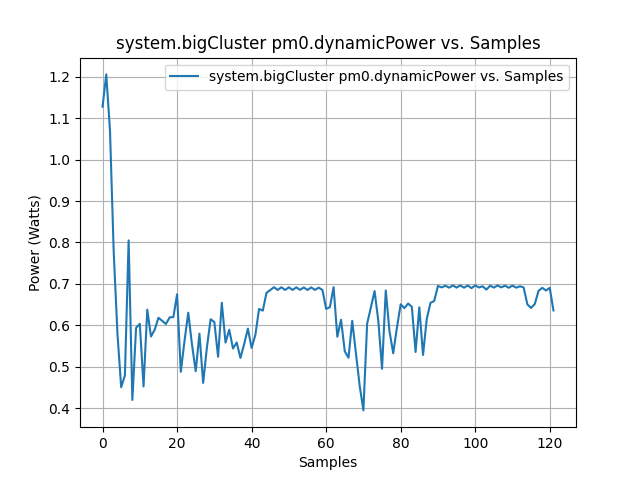 system.bigCluster pm0.dynamicPower vs. Samples
system.bigCluster pm0.dynamicPower vs. Samples
Power (Watts)
1.2
1.1
1.0
0.9
0.8
0.7
0.6
0.5
0.4
0 20 40 60 80 100 120
Samples